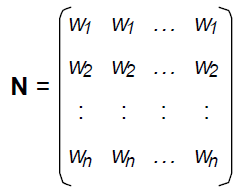 w1 w1 ... w1
w2 w2 ... w2
N =
: : : :
wn wn ... wn